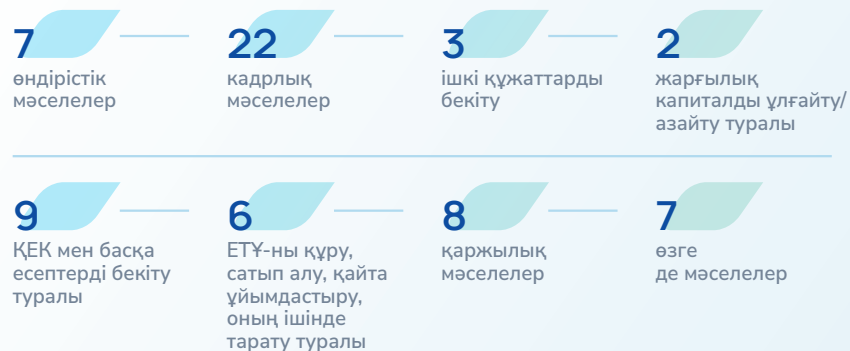 7
өндірістік
мәселелер
22
кадрлық
мәселелер
3
ішкі құжаттарды
бекіту
2
жарғылық
капиталды ұлғайту/
азайту туралы
9
ҚЕК мен басқа
есептерді бекіту
туралы
6
ЕТҰ-ны құру,
сатып алу, қайта
ұйымдастыру,
оның ішінде
тарату туралы
8
қаржылық
мәселелер
7
өзге
де мәселелер